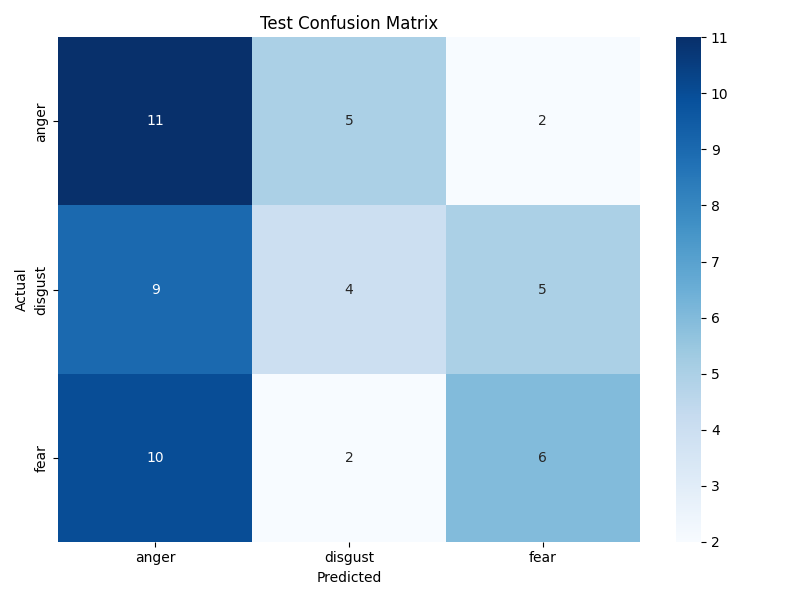 Test Confusion Matrix
Actual
anger
disgust
fear
11 5 2
9 4 5
10 2 6
anger disgust fear
Predicted
11
10
9
8
7
6
5
4
3
2